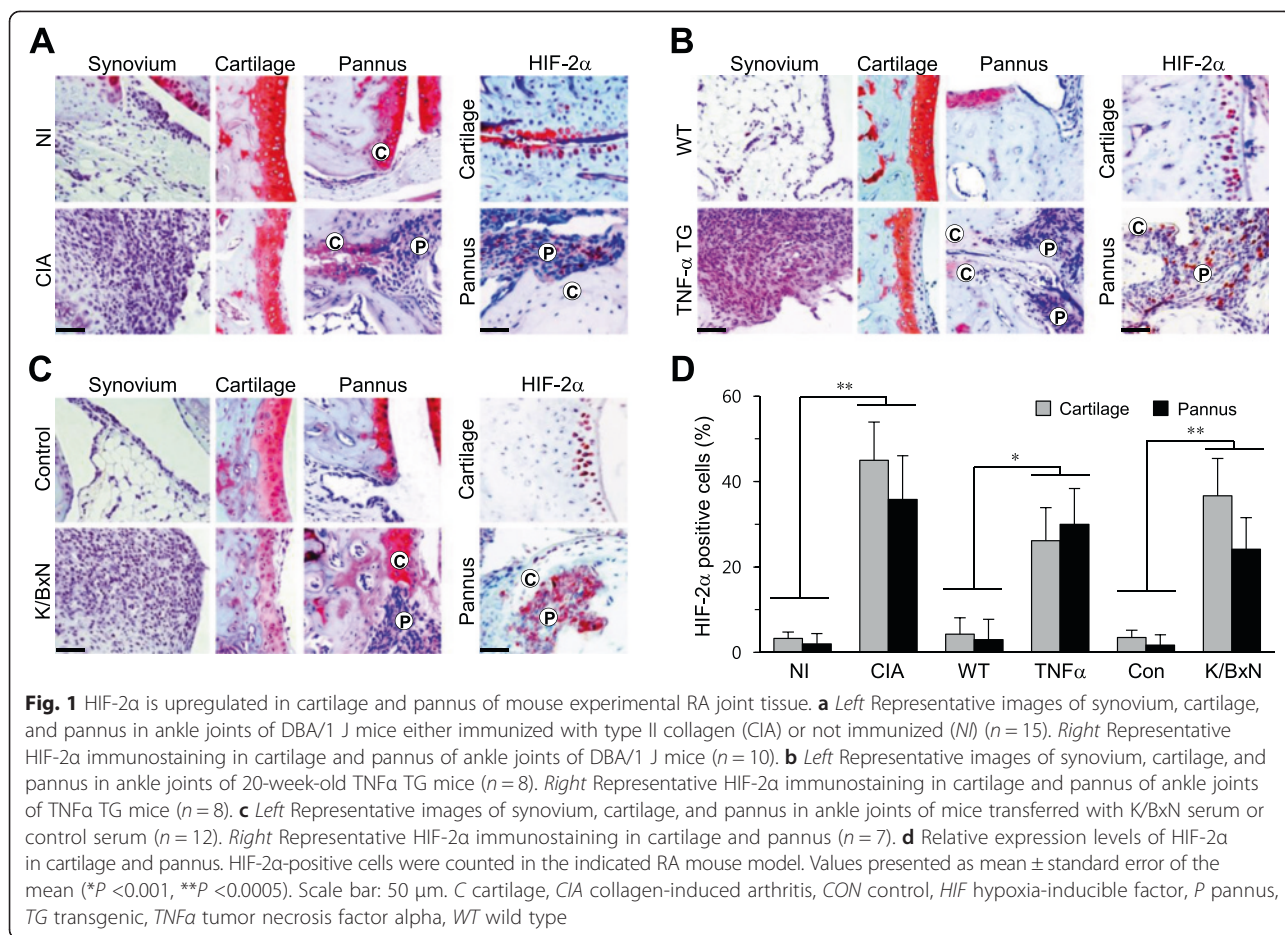 A
Synovium Cartilage Pannus HIF-2α
NI
Cartilage
C
CIA
Pannus
C P P C
B
Synovium Cartilage Pannus HIF-2α
WT
Cartilage
TNF-α TG
Pannus
C C P P C P
C
Synovium Cartilage Pannus HIF-2α
Control
Cartilage
K/BxN
Pannus
C P C P
D
HIF-2α positive cells (%)
60
40
20
0
** * **
Cartilage Pannus
NI CIA WT TNFα Con K/BxN
Fig. 1 HIF-2α is upregulated in cartilage and pannus of mouse experimental RA joint tissue. a Left Representative images of synovium, cartilage,
and pannus in ankle joints of DBA/1 J mice either immunized with type II collagen (CIA) or not immunized (NI) (n = 15). Right Representative
HIF-2α immunostaining in cartilage and pannus of ankle joints of DBA/1 J mice (n = 10). b Left Representative images of synovium, cartilage, and
pannus in ankle joints of 20-week-old TNFα TG mice (n = 8). Right Representative HIF-2α immunostaining in cartilage and pannus of ankle joints
of TNFα TG mice (n = 8). c Left Representative images of synovium, cartilage, and pannus in ankle joints of mice transferred with K/BxN serum or
control serum (n = 12). Right Representative HIF-2α immunostaining in cartilage and pannus (n = 7). d Relative expression levels of HIF-2α
in cartilage and pannus. HIF-2α-positive cells were counted in the indicated RA mouse model. Values presented as mean ± standard error of the
mean (*P <0.001, **P <0.0005). Scale bar: 50 μm. C cartilage, CIA collagen-induced arthritis, CON control, HIF hypoxia-inducible factor, P pannus,
TG transgenic, TNFα tumor necrosis factor alpha, WT wild type